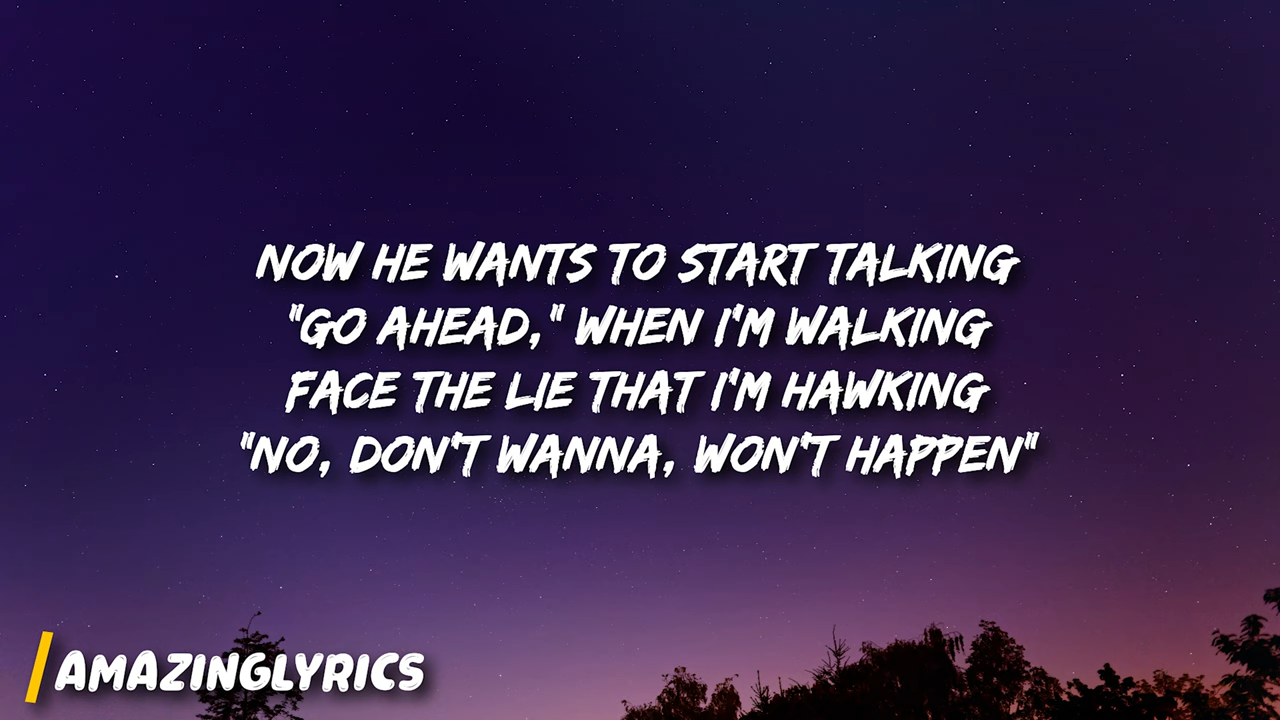 NOW HE WANTS TO START TALKING
"GO AHEAD," WHEN I'M WALKING
FACE THE LIE THAT I'M HAWKING
"NO, DON'T WANNA, WON'T HAPPEN"
AMAZINGLYRICS